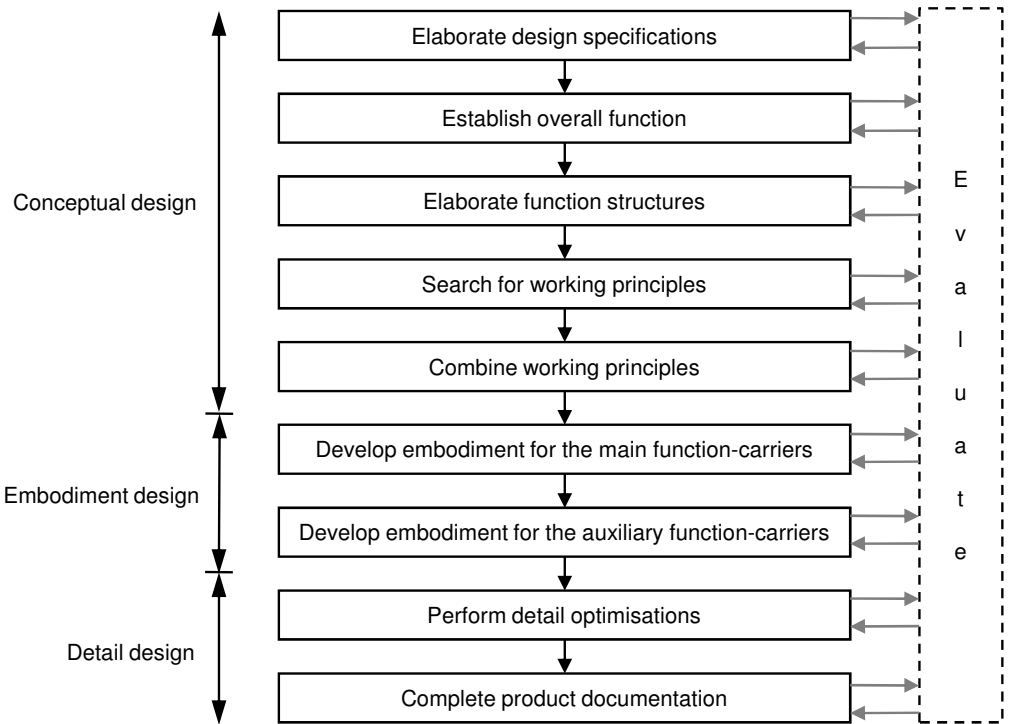 Elaborate design specifications
Establish overall function
Elaborate function structures
Search for working principles
Combine working principles
Develop embodiment for the main function-carriers
Develop embodiment for the auxiliary function-carriers
Perform detail optimisations
Complete product documentation
Conceptual design
Embodiment design
Detail design
Evaluate